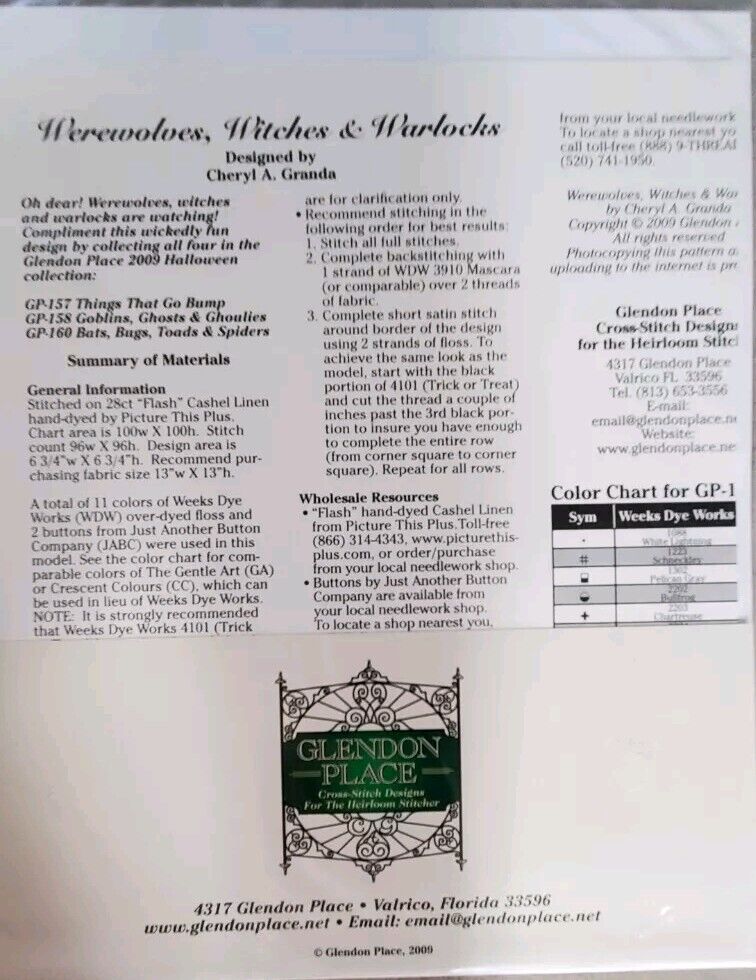 Werewolves, Witches & Warlocks
Designed by
Cheryl A. Granda
Oh dear! Werewolves, witches
and warlocks are watching!
Compliment this wickedly fun
design by collecting all four in the
Glendon Place 2009 Halloween
collection:
GP-157 Things That Go Bump
GP-158 Goblins, Ghosts & Ghoulies
GP-160 Bats, Bugs, Toads & Spiders
Summary of Materials
General Information
Stitched on 28ct "Flash" Cashel Linen
hand-dyed by Picture This Plus.
Chart area is 100w X 100h. Stitch
count 96w X 96h. Design area is
6 3/4"w X 6 3/4"h. Recommend pur-
chasing fabric size 13"w X 13"h.
A total of 11 colors of Weeks Dye
Works (WDW) over-dyed floss and
2 buttons from Just Another Button
Company (JABC) were used in this
model. See the color chart for com-
parable colors of The Gentle Art (GA)
or Crescent Colours (CC), which can
be used in lieu of Weeks Dye Works.
NOTE: It is strongly recommended
that Weeks Dye Works 4101 (Trick
are for clarification only.
• Recommend stitching in the
following order for best results:
1. Stitch all full stitches.
2. Complete backstitching with
1 strand of WDW 3910 Mascara
(or comparable) over 2 threads
of fabric.
3. Complete short satin stitch
around border of the design
using 2 strands of floss. To
achieve the same look as the
model, start with the black
portion of 4101 (Trick or Treat)
and cut the thread a couple of
inches past the 3rd black por-
tion to insure you have enough
to complete the entire row
(from corner square to corner
square). Repeat for all rows.
Wholesale Resources
• "Flash" hand-dyed Cashel Linen
from Picture This Plus.Toll-free
(866) 314-4343, www.picturethis-
plus.com, or order/purchase
from your local needlework shop.
• Buttons by Just Another Button
Company are available from
your local needlework shop.
To locate a shop nearest you,
from your local needlework
To locate a shop nearest yo
call toll-free (888) 9-THREA
(520) 741-1950.
Werewolves, Witches & War
by Cheryl A. Granda
Copyright © 2009 Glendon
All rights reserved
Photocopying this pattern o
uploading to the internet is pr
Glendon Place
Cross-Stitch Design
for the Heirloom Stitc
4317 Glendon Place
Valrico FL 33596
Tel. (813) 653-3556
E-mail:
email@glendonplace.ne
Website:
www.glendonplace.ne
Color Chart for GP-1
Sym Weeks Dye Works
White Lightning
# 1223
Schneckley
1302
Pelican Gray
2202
Bullfrog
+ 2203
Chartreuse
GLENDON
PLACE
Cross-Stitch Designs
For The Heirloom Stitcher
4317 Glendon Place • Valrico, Florida 33596
www.glendonplace.net • Email: email@glendonplace.net
© Glendon Place, 2009